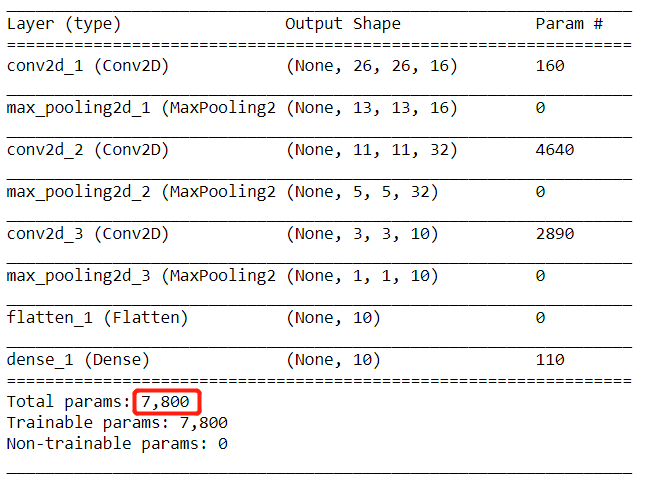 Layer (type) Output Shape Param #
conv2d_1 (Conv2D) (None, 26, 26, 16) 160
max_pooling2d_1 (MaxPooling2 (None, 13, 13, 16) 0
conv2d_2 (Conv2D) (None, 11, 11, 32) 4640
max_pooling2d_2 (MaxPooling2 (None, 5, 5, 32) 0
conv2d_3 (Conv2D) (None, 3, 3, 10) 2890
max_pooling2d_3 (MaxPooling2 (None, 1, 1, 10) 0
flatten_1 (Flatten) (None, 10) 0
dense_1 (Dense) (None, 10) 110
Total params: 7,800
Trainable params: 7,800
Non-trainable params: 0